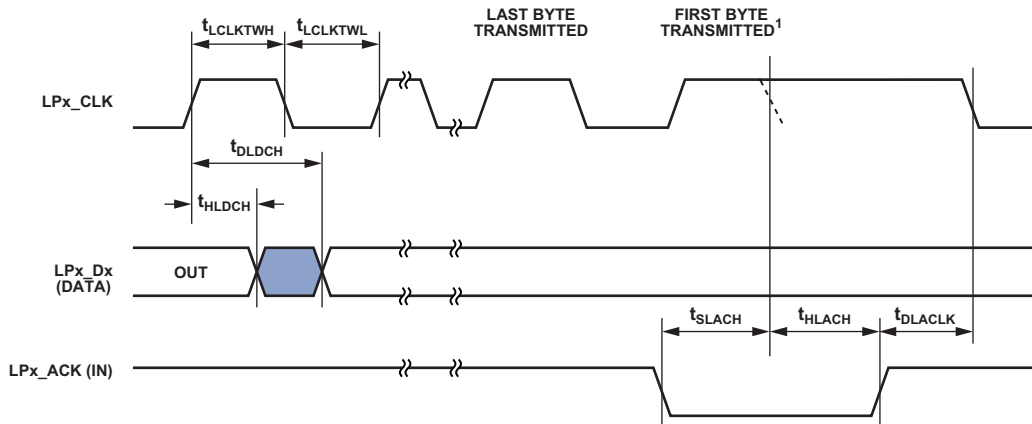 LAST BYTE
TRANSMITTED
FIRST BYTE
TRANSMITTED1
tLCLKTWH
tLCLKTWL
LPx_CLK
tDLDCH
tHLDCH
LPx_Dx
(DATA)
OUT
tSLACH
tHLACH
tDLACLK
LPx_ACK (IN)